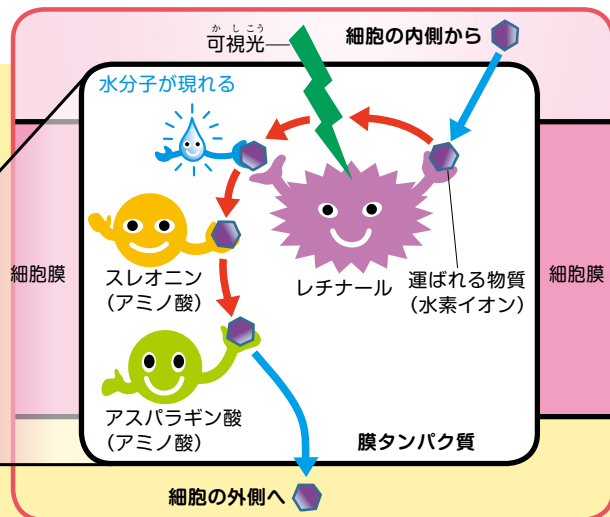 かしこう
可視光
細胞の内側から
水分子が現れる
細胞膜
スレオニン
(アミノ酸)
レチナール
運ばれる物質
(水素イオン)
細胞膜
アスパラギン酸
(アミノ酸)
膜タンパク質
細胞の外側へ